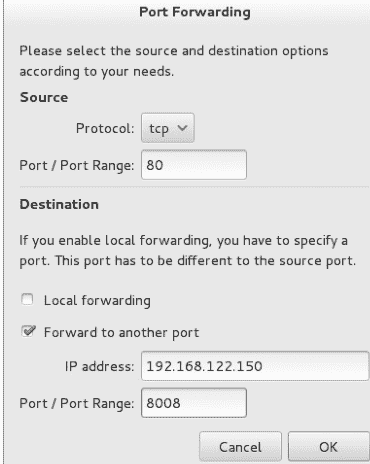 Port Forwarding
Please select the source and destination options
according to your needs.
Source
Protocol: tcp
Port / Port Range: 80
Destination
If you enable local forwarding, you have to specify a
port. This port has to be different to the source port.
Local forwarding
Forward to another port
IP address: 192.168.122.150
Port / Port Range: 8008
Cancel OK